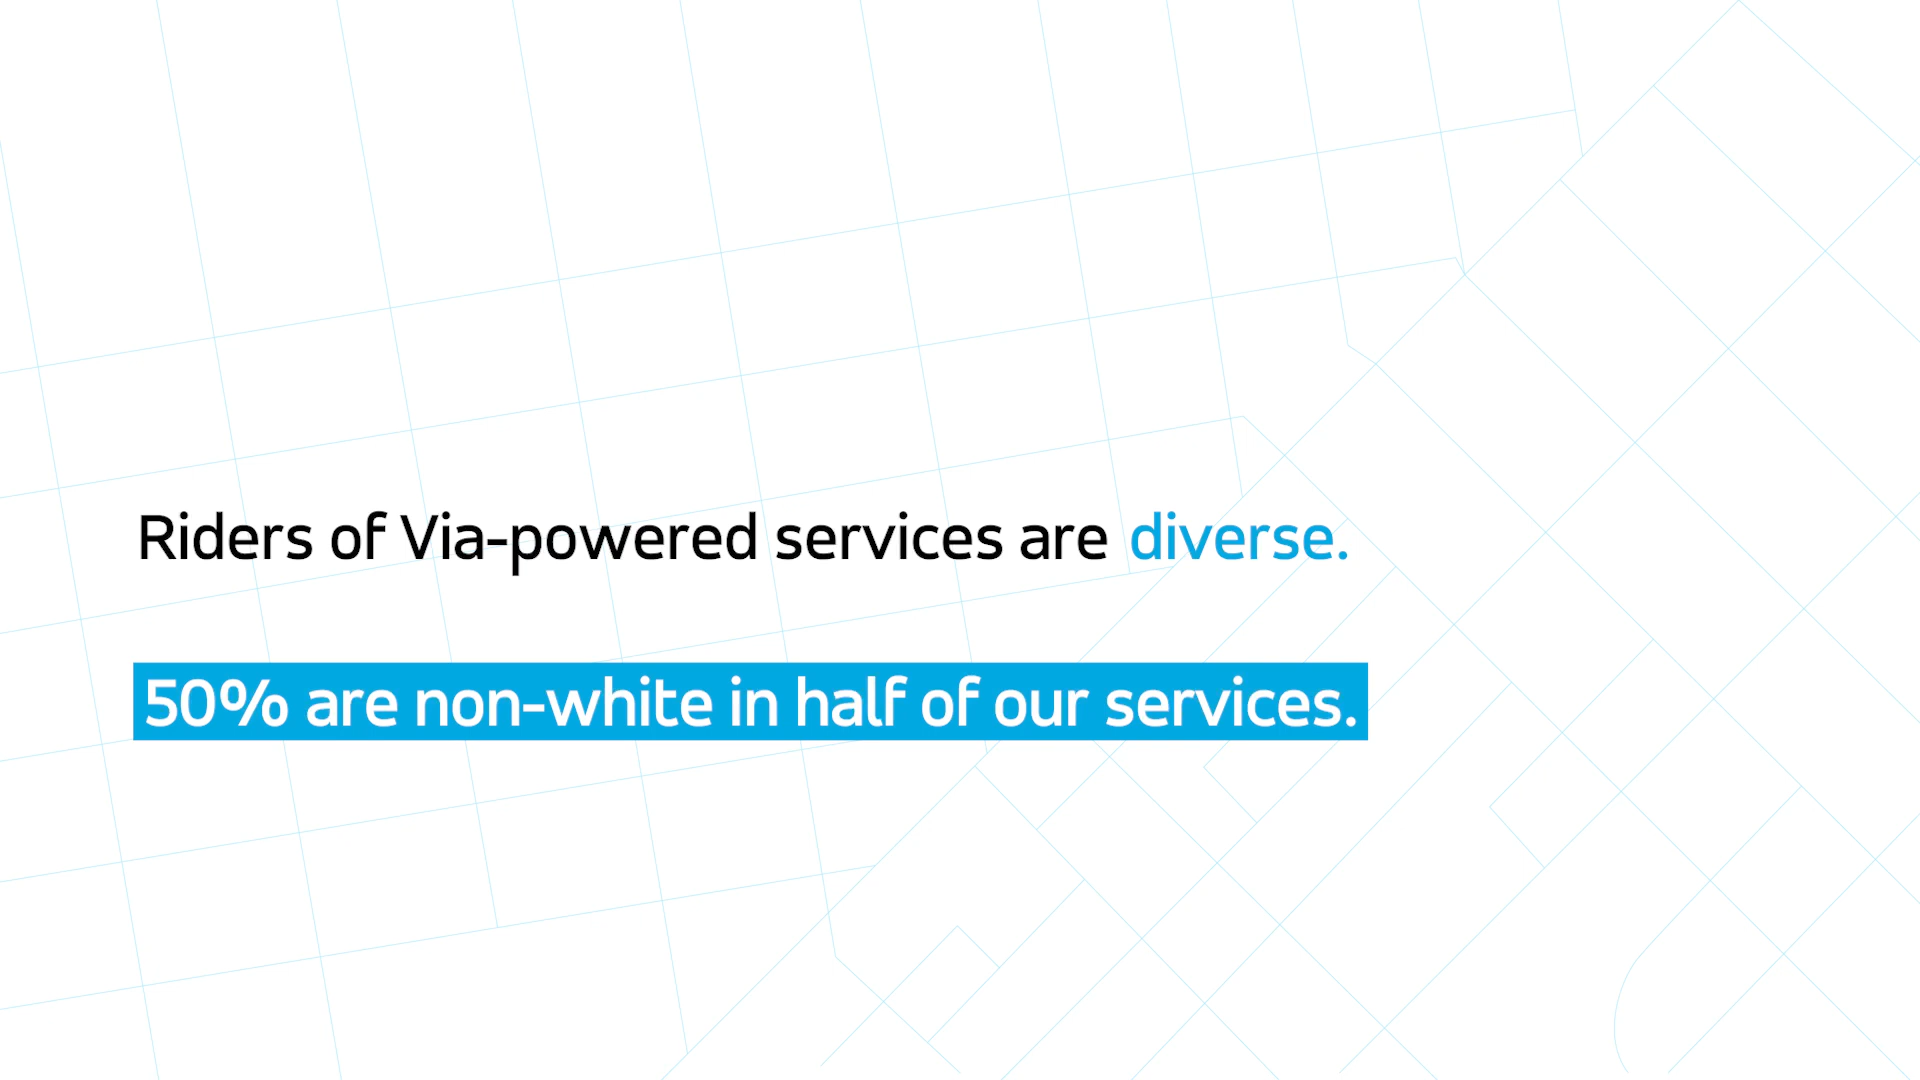 Riders of Via-powered services are diverse.
50% are non-white in half of our services.